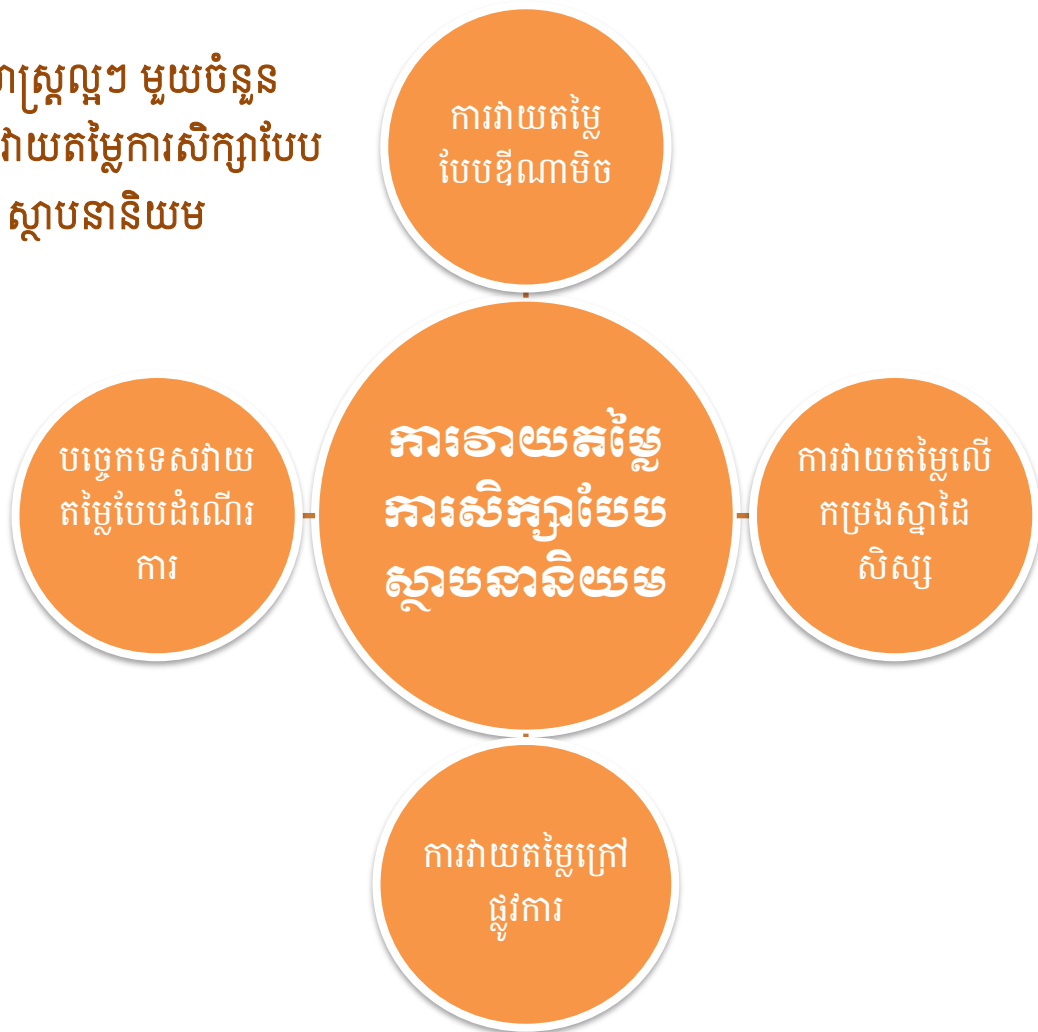 ល្អៗ មួយចំនួន
វាយតម្លៃការសិក្សាបែប
ស្ថាបនានិយម
ការវាយតម្លៃ
បែបឌីណាមិច
បច្ចេកទេសវាយ
តម្លៃបែបដំណើរ
ការ
ការវាយតម្លៃ
ការសិក្សាបែប
ស្ថាបនានិយម
ការវាយតម្លៃលើ
កម្រងស្នាដៃ
សិស្ស
ការវាយតម្លៃក្រៅ
ផ្លូវការ